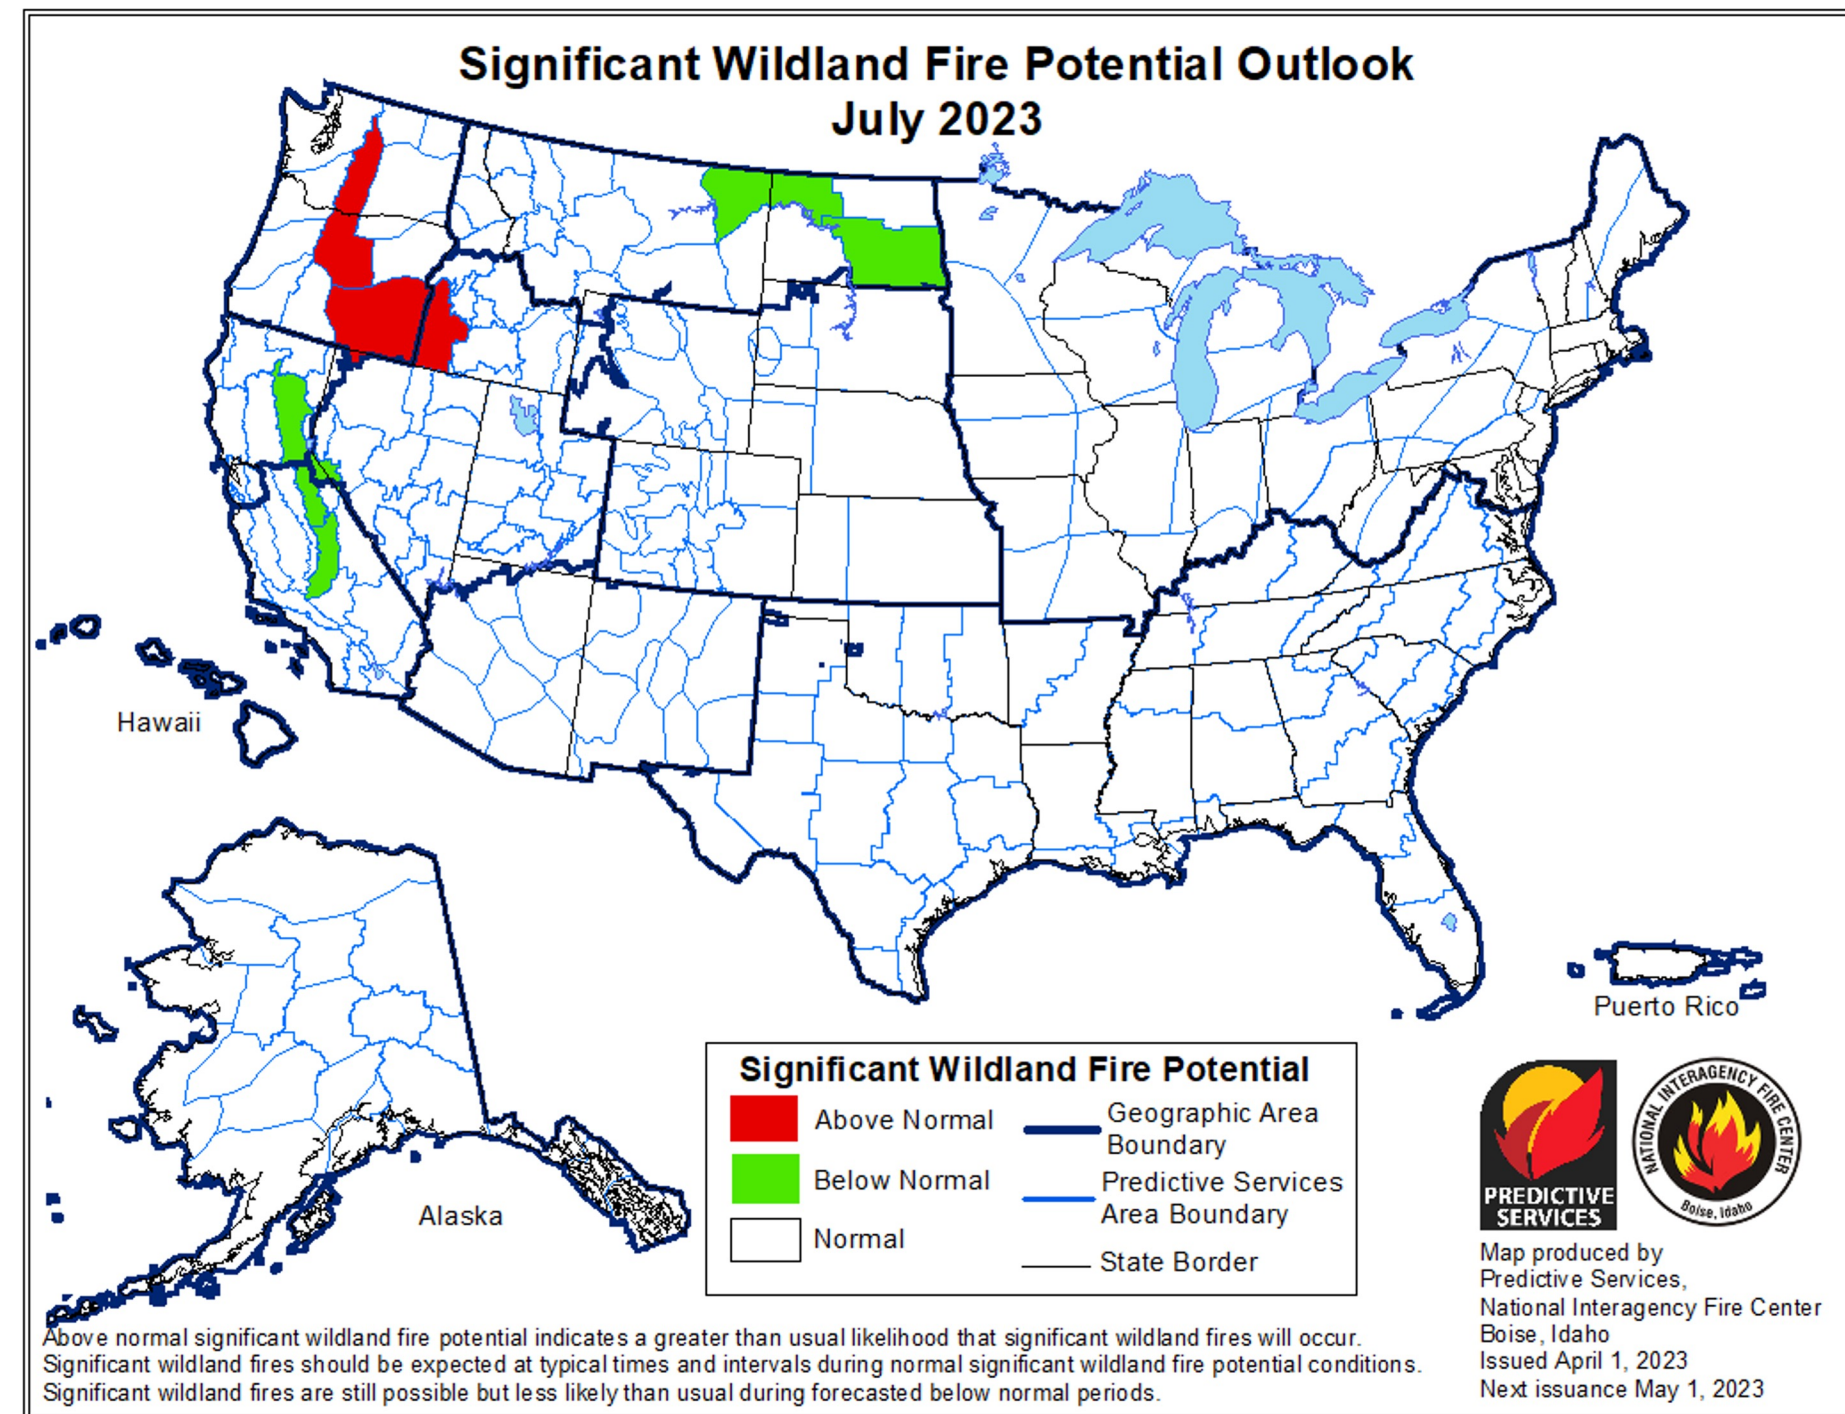 Significant Wildland Fire Potential Outlook
July 2023
Hawaii
Alaska
Puerto Rico
Significant Wildland Fire Potential
Above Normal
Below Normal
Normal
Geographic Area
Boundary
Predictive Services
Area Boundary
State Border
PREDICTIVE
SERVICES
NATIONAL INTERAGENCY FIRE CENTER
Boise, Idaho
Map produced by
Predictive Services,
National Interagency Fire Center
Boise, Idaho
Issued April 1, 2023
Next issuance May 1, 2023
Above normal significant wildland fire potential indicates a greater than usual likelihood that significant wildland fires will occur.
Significant wildland fires should be expected at typical times and intervals during normal significant wildland fire potential conditions.
Significant wildland fires are still possible but less likely than usual during forecasted below normal periods.